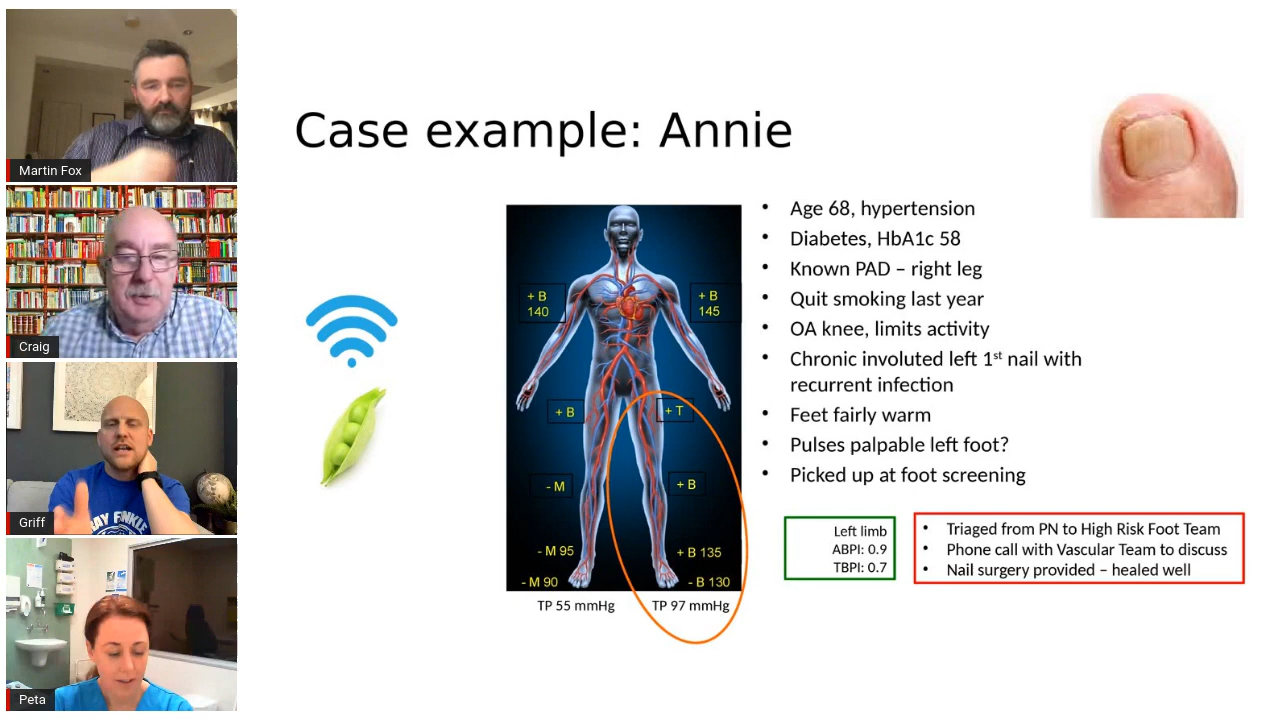 Martin Fox
Craig
Griff
Peta
Case example: Annie
+ B
140
+ B
145
+ B
+ T
- M
+ B
- M 95
+ B 135
- M 90
- B 130
TP 55 mmHg
TP 97 mmHg
• Age 68, hypertension
• Diabetes, HbA1c 58
• Known PAD – right leg
• Quit smoking last year
• OA knee, limits activity
• Chronic involuted left 1st nail with
recurrent infection
• Feet fairly warm
• Pulses palpable left foot?
• Picked up at foot screening
Left limb
ABPI: 0.9
TBPI: 0.7
• Triaged from PN to High Risk Foot Team
• Phone call with Vascular Team to discuss
• Nail surgery provided – healed well